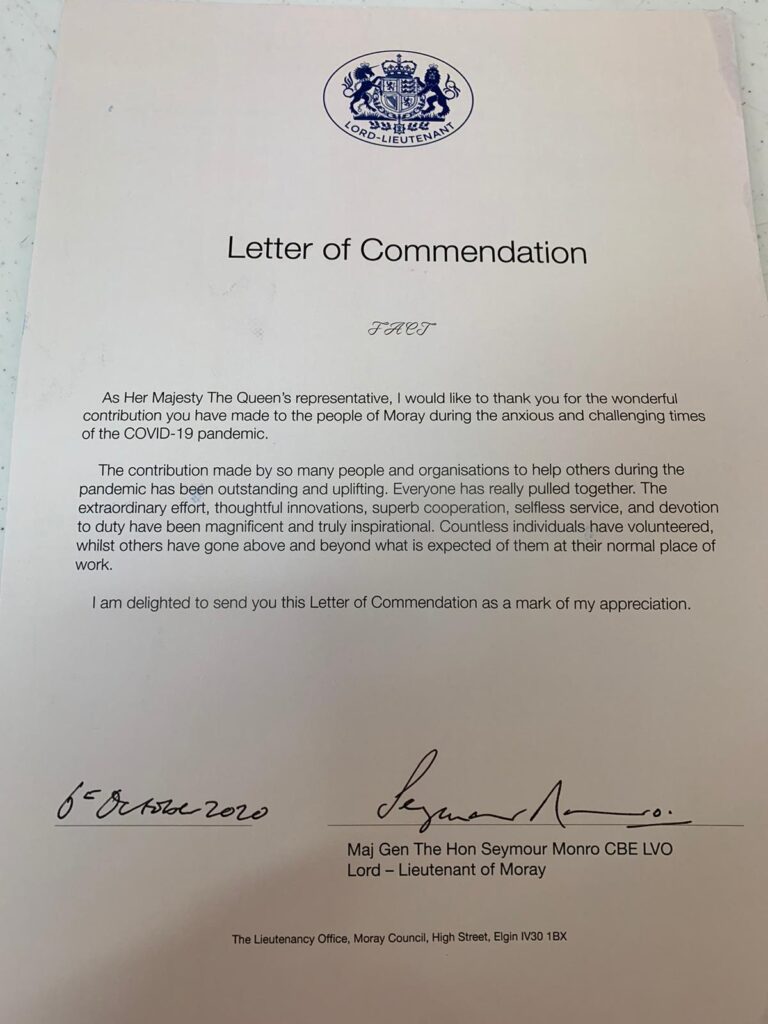 LORD-LIEUTENANT
Letter of Commendation
FACT
As Her Majesty The Queen's representative, I would like to thank you for the wonderful
contribution you have made to the people of Moray during the anxious and challenging times
of the COVID-19 pandemic.
The contribution made by so many people and organisations to help others during the
pandemic has been outstanding and uplifting. Everyone has really pulled together. The
extraordinary effort, thoughtful innovations, superb cooperation, selfless service, and devotion
to duty have been magnificent and truly inspirational. Countless individuals have volunteered,
whilst others have gone above and beyond what is expected of them at their normal place of
work.
I am delighted to send you this Letter of Commendation as a mark of my appreciation.
6 October 2020
Seymour Monro.
Maj Gen The Hon Seymour Monro CBE LVO
Lord – Lieutenant of Moray
The Lieutenancy Office, Moray Council, High Street, Elgin IV30 1BX